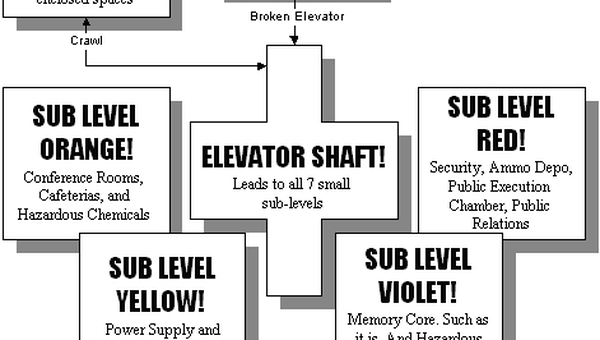 enclosed spaces
Broken Elevator
Crawl
SUB LEVEL
ORANGE!
Conference Rooms,
Cafeterias, and
Hazardous Chemicals
ELEVATOR SHAFT!
Leads to all 7 small
sub-levels
SUB LEVEL
RED!
Security, Ammo Depo,
Public Execution
Chamber, Public
Relations
SUB LEVEL
YELLOW!
Power Supply and
SUB LEVEL
VIOLET!
Memory Core. Such as
it is. And Hazardous